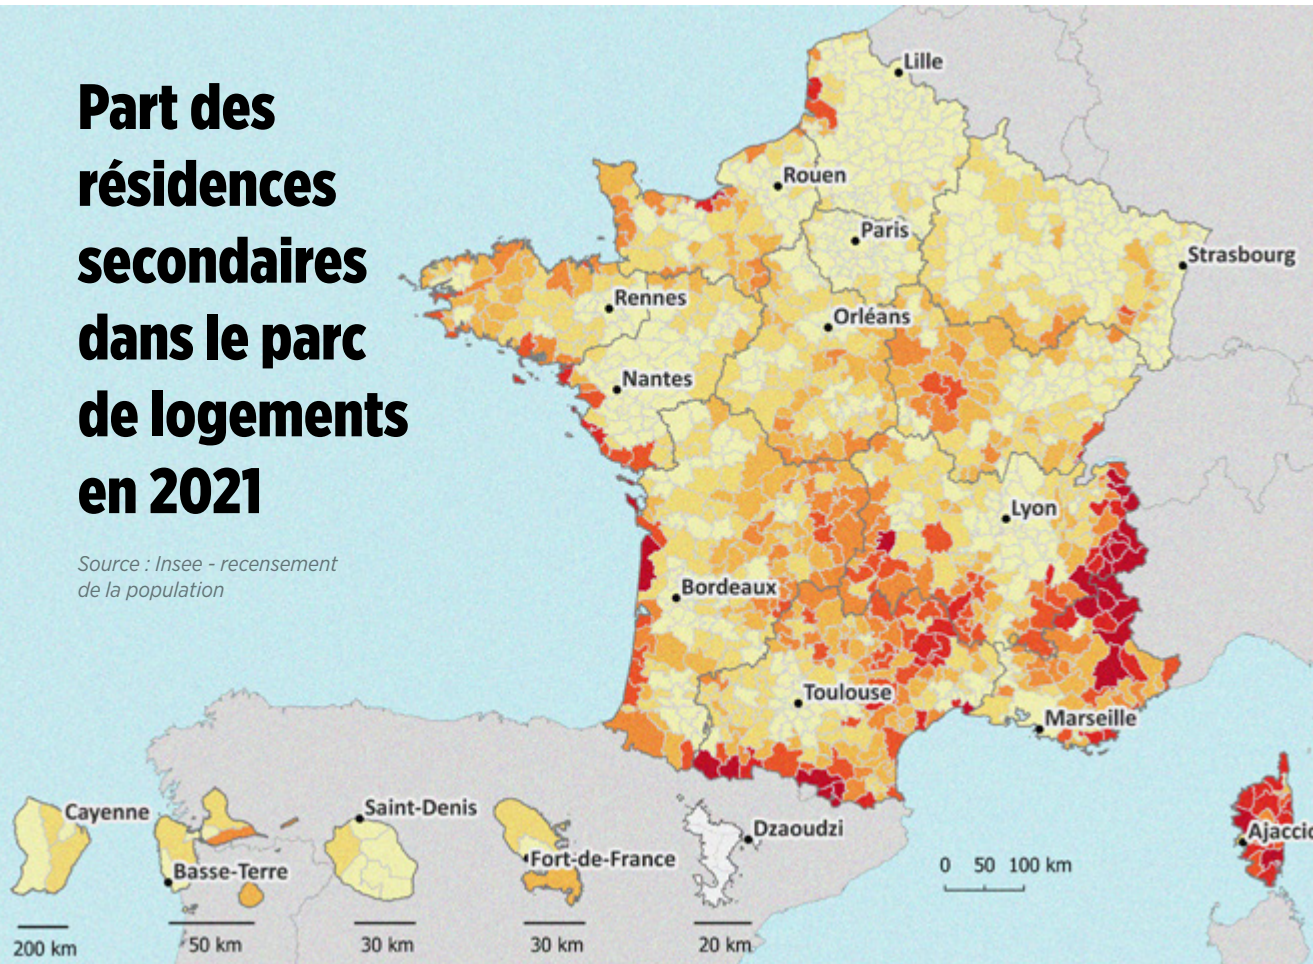 Part des
résidences
secondaires
dans le parc
de logements
en 2021
Source : Insee - recensement
de la population
Lille
Rouen
Paris
Strasbourg
Rennes
Orléans
Nantes
Lyon
Bordeaux
Toulouse
Marseille
Ajaccio
Cayenne
Basse-Terre
Saint-Denis
Fort-de-France
Dzaoudzi
0 50 100 km
200 km
50 km
30 km
30 km
20 km